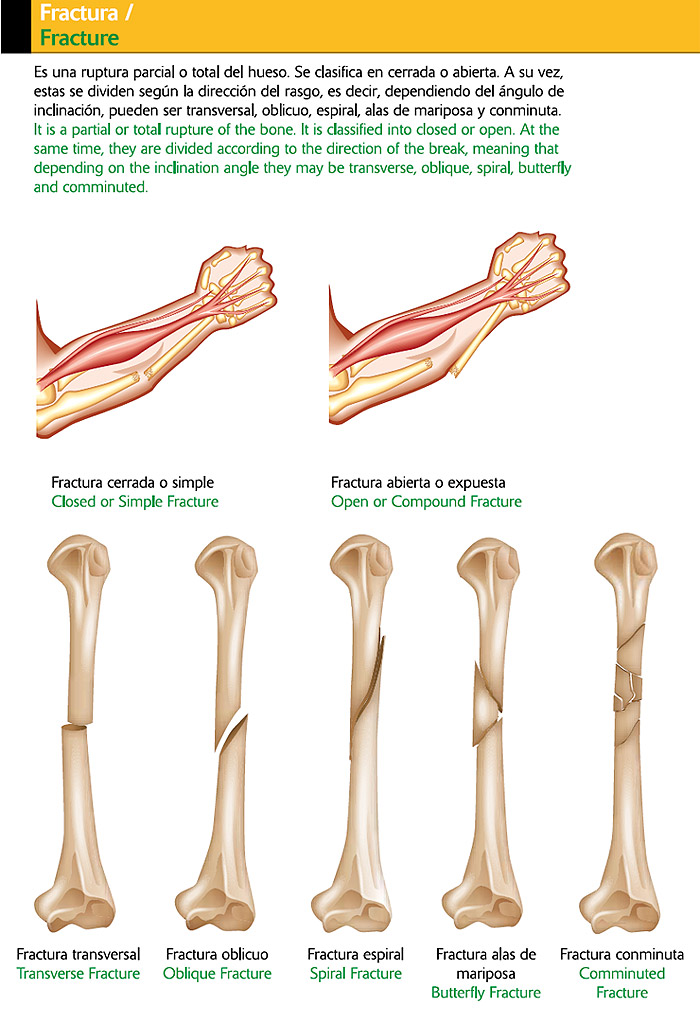 Fractura /
Fracture
Es una ruptura parcial o total del hueso. Se clasifica en cerrada o abierta. A su vez,
estas se dividen según la dirección del rasgo, es decir, dependiendo del ángulo de
inclinación, pueden ser transversal, oblicuo, espiral, alas de mariposa y conminuta.
It is a partial or total rupture of the bone. It is classified into closed or open. At the
same time, they are divided according to the direction of the break, meaning that
depending on the inclination angle they may be transverse, oblique, spiral, butterfly
and comminuted.
Fractura cerrada o simple
Closed or Simple Fracture
Fractura abierta o expuesta
Open or Compound Fracture
Fractura transversal
Transverse Fracture
Fractura oblicuo
Oblique Fracture
Fractura espiral
Spiral Fracture
Fractura alas de
mariposa
Butterfly Fracture
Fractura conminuta
Comminuted
Fracture